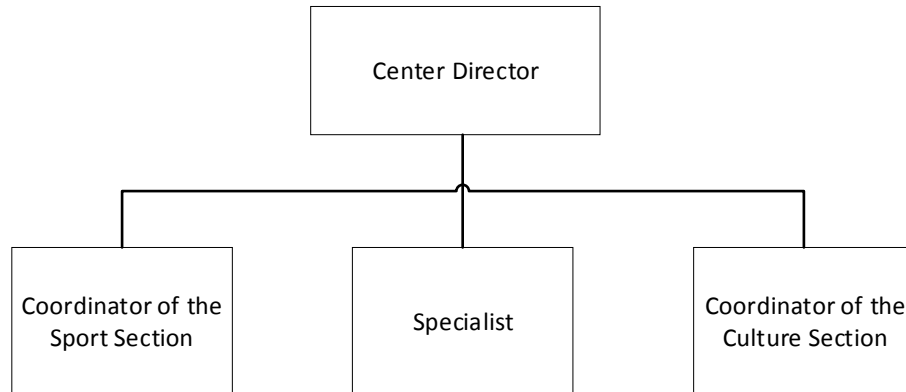 Center Director
Coordinator of the
Sport Section
Specialist
Coordinator of the
Culture Section